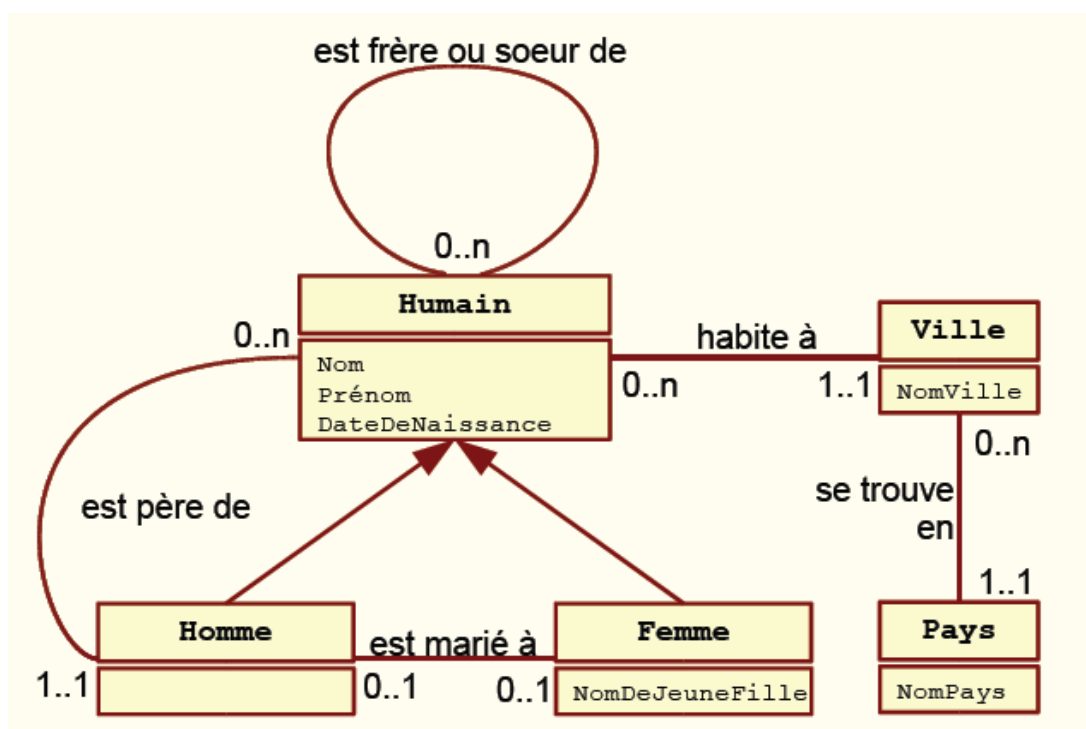 est frère ou soeur de
0..n
Humain
Nom
Prénom
DateDeNaissance
0..n
habite à
0..n
1..1
Ville
NomVille
0..n
se trouve
en
1..1
Pays
NomPays
est père de
1..1
Homme
est marié à
0..1
0..1
Femme
NomDeJeuneFille